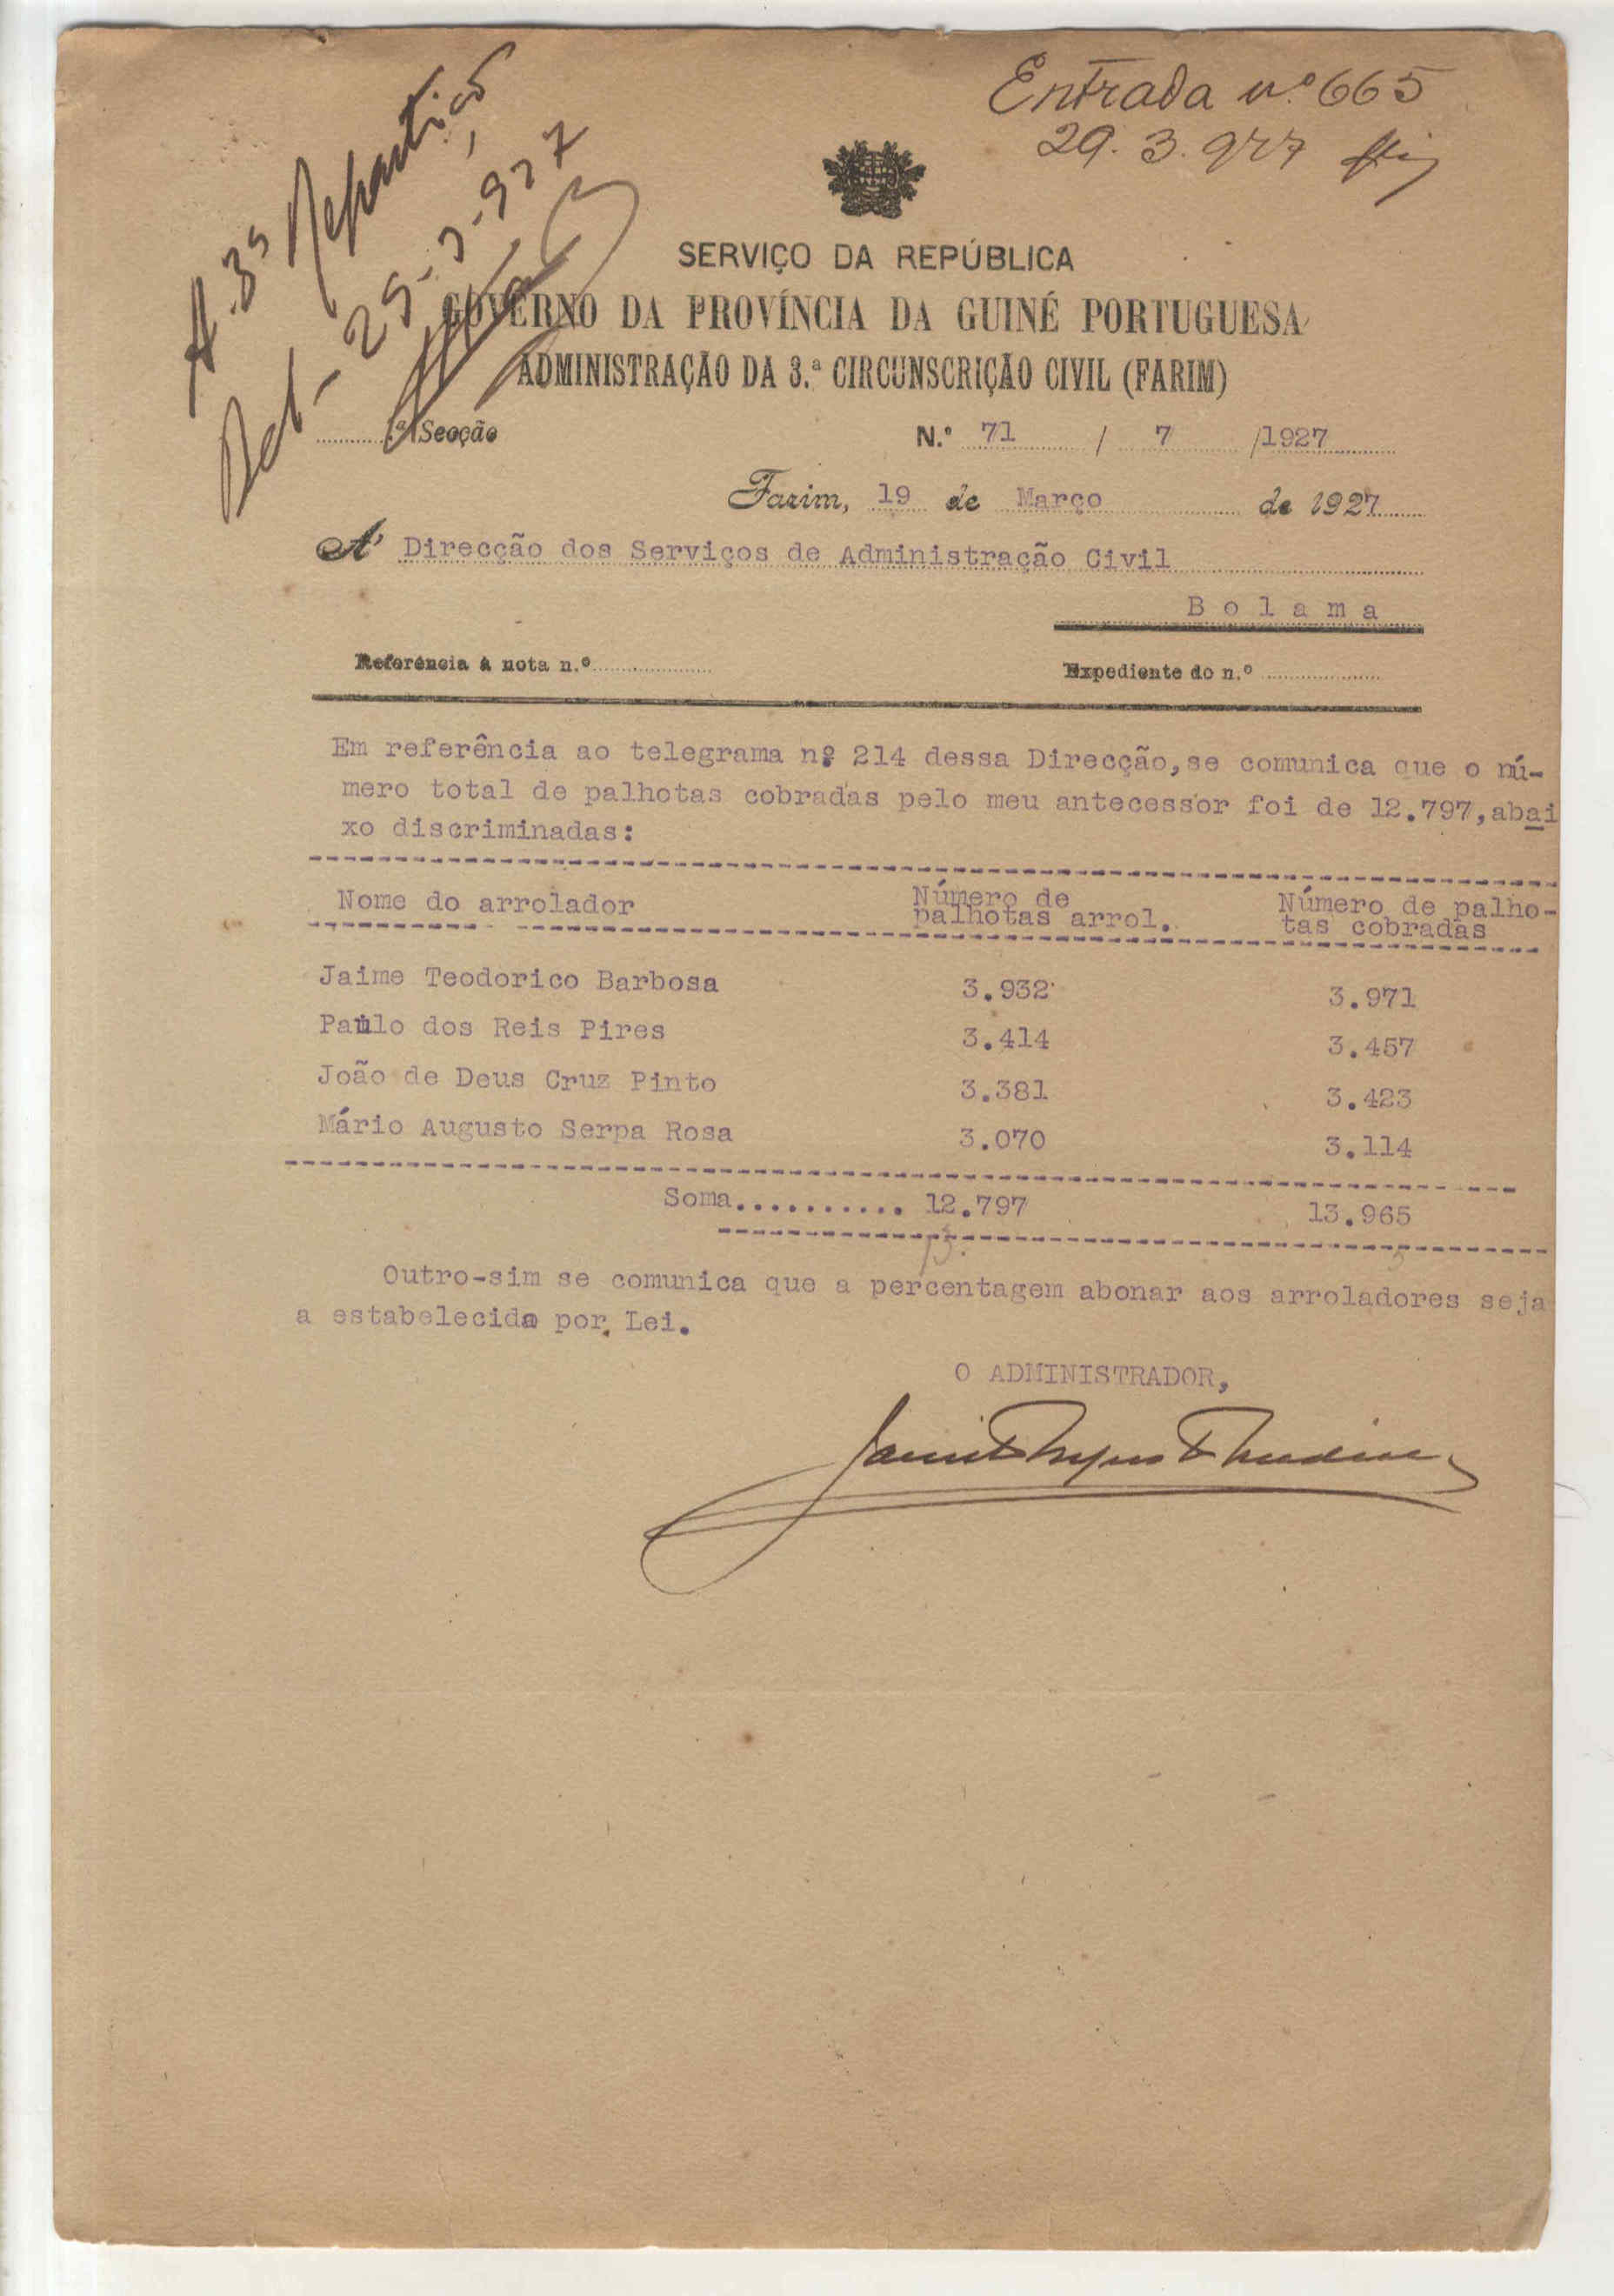 Entrada nº 665
29.3.927
A 3ª Repartição
Bol- 29-3-927
SERVIÇO DA REPÚBLICA
GOVERNO DA PROVÍNCIA DA GUINÉ PORTUGUESA
ADMINISTRAÇÃO DA 3.ª CIRCUNSCRIÇÃO CIVIL (FARIM)
.ª Secção N.º 71 / 7 /1927
Farim, 19 de Março de 1927
A' Direcção dos Serviços de Administração Civil
Bolama
Referéncia á nota n.º Expediente do n.º
Em referência ao telegrama nº 214 dessa Direcção,se comunica que o nú-
mero total de palhotas cobradas pelo meu antecessor foi de 12.797,abai
xo discriminadas:
Nome do arrolador Número de Número de palho-
palhotas arrol. tas cobradas
Jaime Teodorico Barbosa 3.932 3.971
Paulo dos Reis Pires 3.414 3.457
João de Deus Cruz Pinto 3.381 3.423
Mário Augusto Serpa Rosa 3.070 3.114
Soma........... 12.797 13.965
Outro-sim se comunica que a percentagem abonar aos arroladores seja
a estabelecida por Lei.
O ADMINISTRADOR,